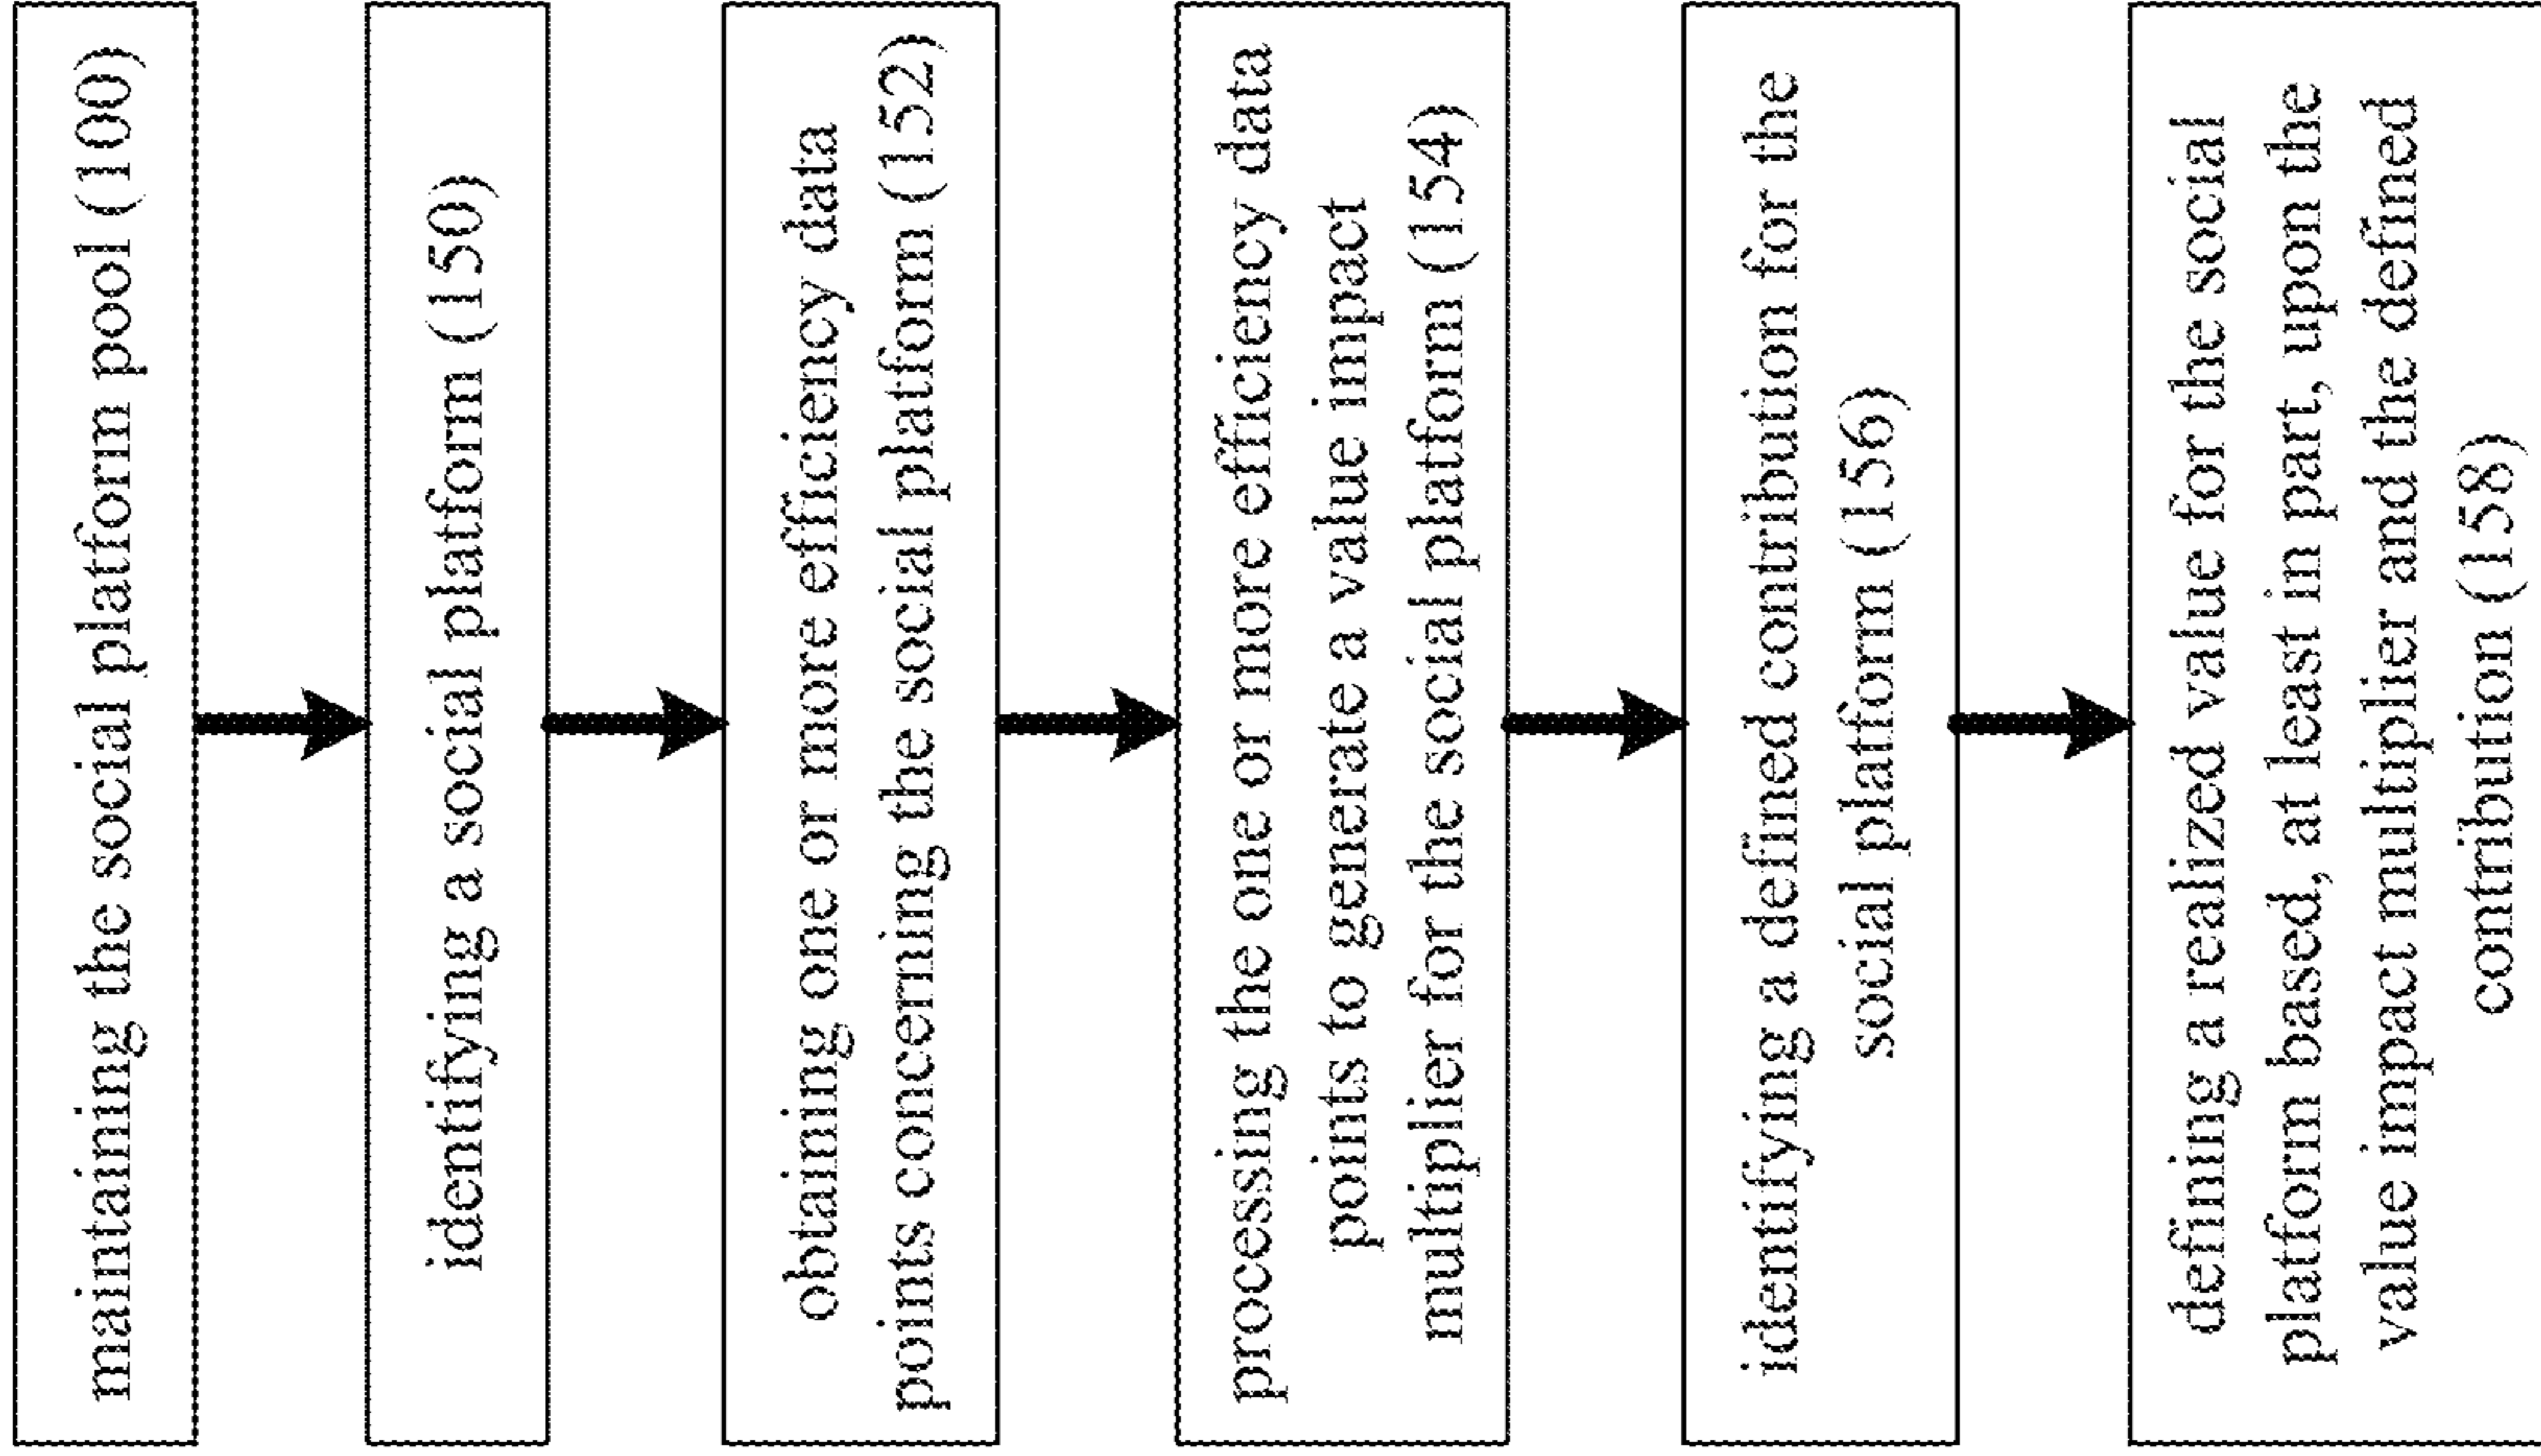 maintaining the social platform pool (100)
identifying a social platform (150)
obtaining one or more efficiency data
points concerning the social platform (152)
processing the one or more efficiency data
points to generate a value impact
multiplier for the social platform (154)
identifying a defined contribution for the
social platform (156)
defining a realized value for the social
platform based, at least in part, upon the
value impact multiplier and the defined
contribution (158)